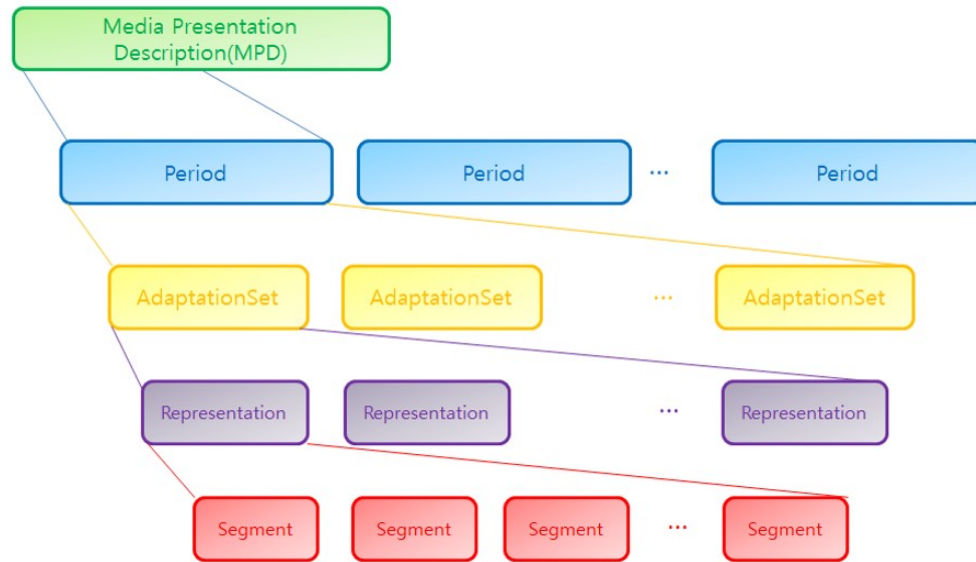 Media Presentation
Description(MPD)
Period Period ... Period
AdaptationSet AdaptationSet ... AdaptationSet
Representation Representation ... Representation
Segment Segment Segment ... Segment